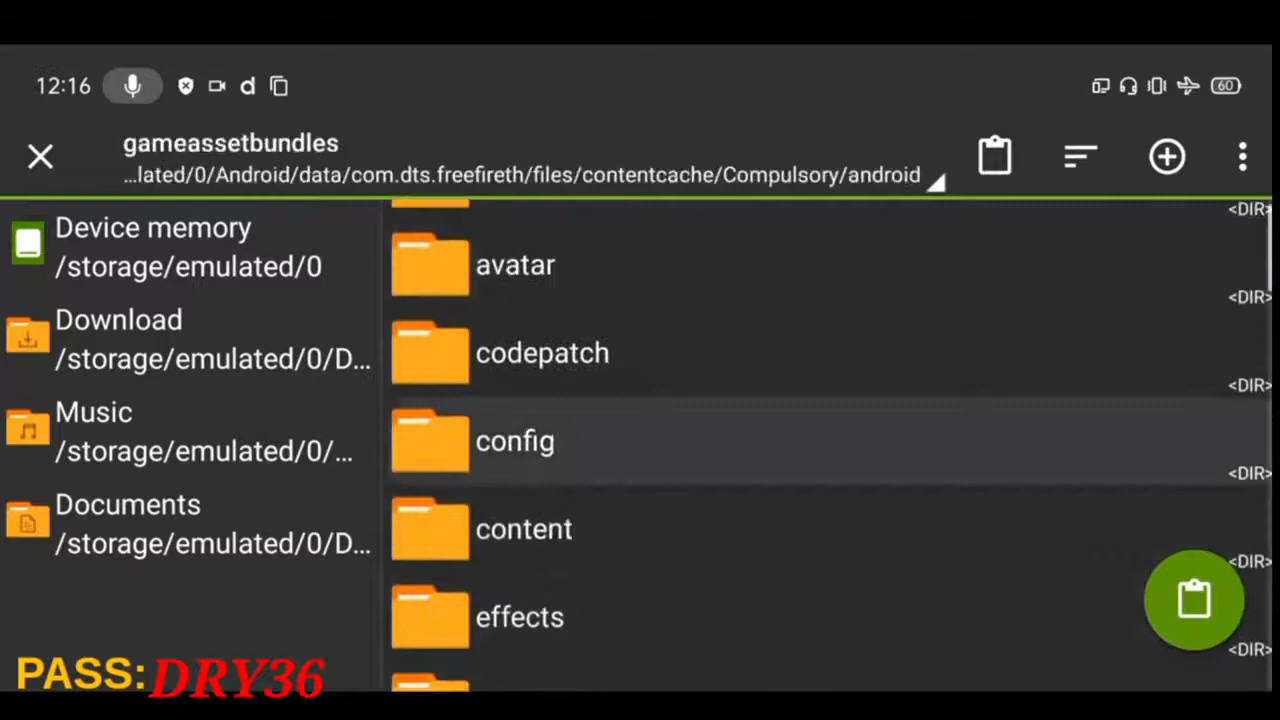 12:16
60
gameassetbundles
...lated/0/Android/data/com.dts.freefireth/files/contentcache/Compulsory/android
Device memory
/storage/emulated/0
Download
/storage/emulated/0/D...
Music
/storage/emulated/0/...
Documents
/storage/emulated/0/D...
<DIR>
avatar
<DIR>
codepatch
<DIR>
config
<DIR>
content
<DIR>
effects
<DIR>
PASS:DRY36